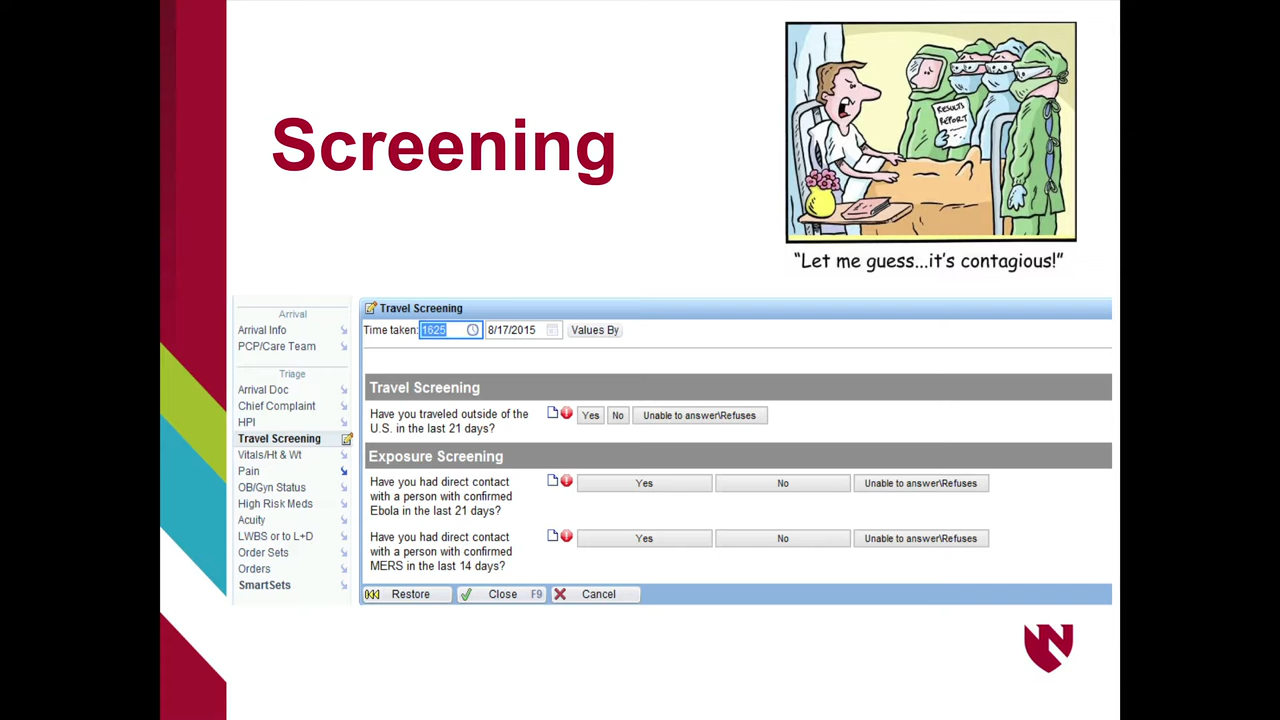 Screening
RESULTS
REPORT
"Let me guess...it's contagious!"
Arrival
Arrival Info
PCP/Care Team
Triage
Arrival Doc
Chief Complaint
HPI
Travel Screening
Vitals/Ht & Wt
Pain
OB/Gyn Status
High Risk Meds
Acuity
LWBS or to L+D
Order Sets
Orders
SmartSets
Travel Screening
Time taken: 1625 8/17/2015 Values By
Travel Screening
Have you traveled outside of the
U.S. in the last 21 days?
Yes No Unable to answer\Refuses
Exposure Screening
Have you had direct contact
with a person with confirmed
Ebola in the last 21 days?
Yes No Unable to answer\Refuses
Have you had direct contact
with a person with confirmed
MERS in the last 14 days?
Yes No Unable to answer\Refuses
Restore Close F9 Cancel
N